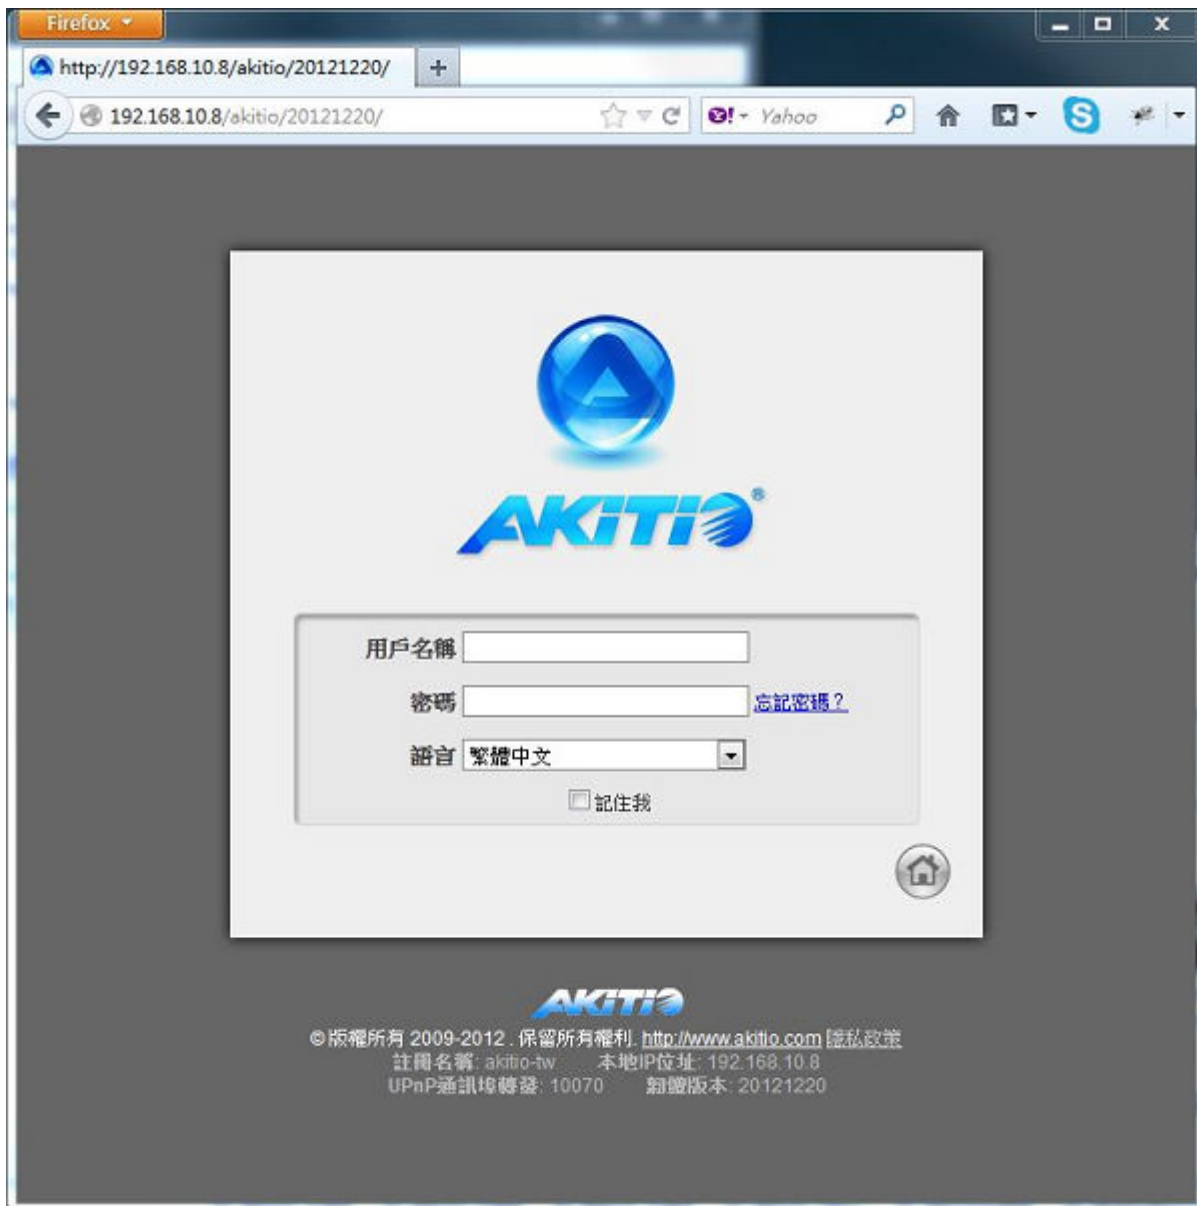 Firefox
http://192.168.10.8/akitio/20121220/
192.168.10.8/akitio/20121220/
Yahoo
AKiTiO®
用戶名稱
密碼 忘記密碼？
語言 繁體中文
記住我
AKiTiO
©版權所有 2009-2012 . 保留所有權利. http://www.akitio.com 隱私政策
註冊名稱: akitio-tw 本地IP位址: 192.168.10.8
UPnP通訊埠轉發: 10070 韌體版本: 20121220